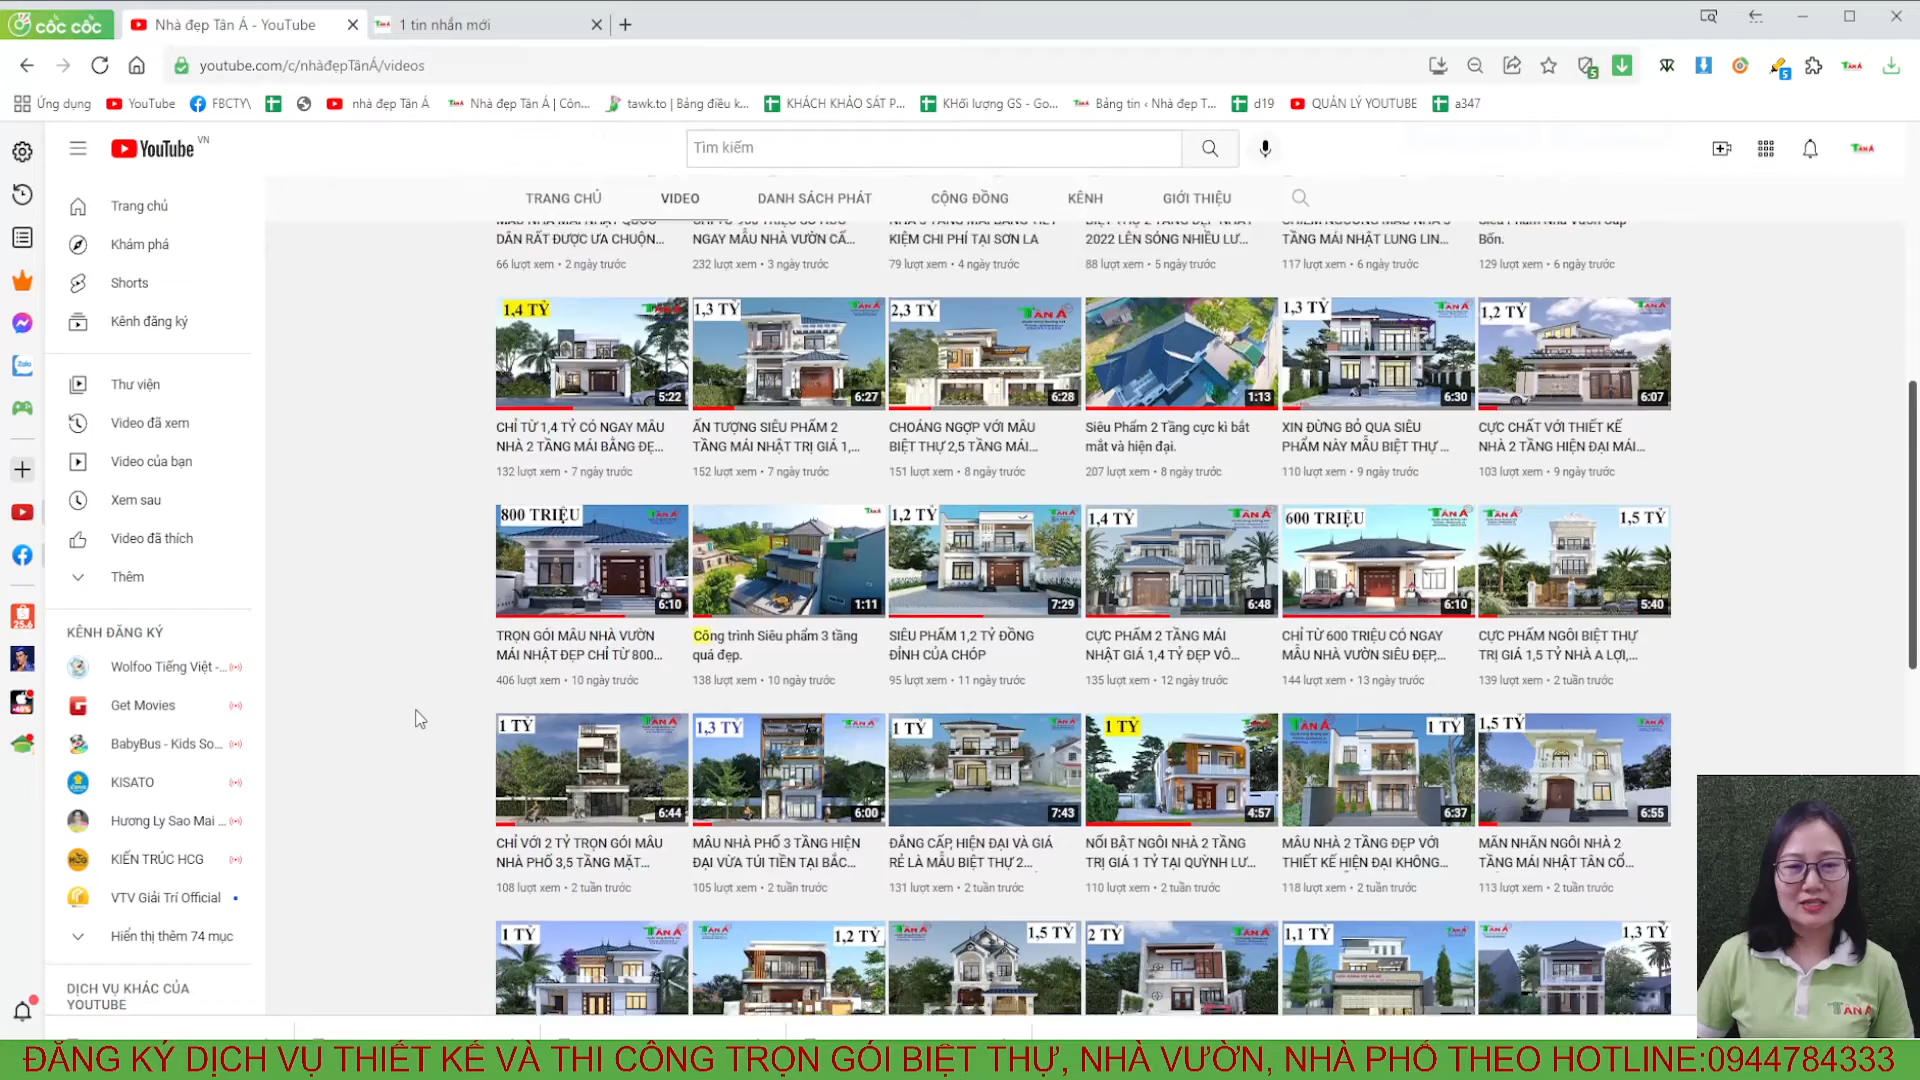 cốc cốc
Nhà đẹp Tân Á - YouTube
1 tin nhắn mới
youtube.com/c/nhàđẹpTânÁ/videos
Ứng dụng
YouTube
FBCTY\
nhà đẹp Tân Á
Nhà đẹp Tân Á | Côn...
tawk.to | Bảng điều k...
KHÁCH KHẢO SÁT P...
KHối lượng GS - Go...
Bảng tin ‹ Nhà đẹp T...
d19
QUẢN LÝ YOUTUBE
a347
YouTube VN
Tìm kiếm
TRANG CHỦ
VIDEO
DANH SÁCH PHÁT
CỘNG ĐỒNG
KÊNH
GIỚI THIỆU
Trang chủ
Khám phá
Shorts
Kênh đăng ký
Thư viện
Video đã xem
Video của bạn
Xem sau
Video đã thích
Thêm
KÊNH ĐĂNG KÝ
Wolfoo Tiếng Việt -...
Get Movies
BabyBus - Kids So...
KISATO
Hương Ly Sao Mai ...
KIẾN TRÚC HCG
VTV Giải Trí Official
Hiển thị thêm 74 mục
DỊCH VỤ KHÁC CỦA
YOUTUBE
DÂN RẤT ĐƯỢC ƯA CHUỘN...
66 lượt xem • 2 ngày trước
NGAY MẪU NHÀ VƯỜN CẤ...
232 lượt xem • 3 ngày trước
KIỆM CHI PHÍ TẠI SƠN LA
79 lượt xem • 4 ngày trước
2022 LÊN SÓNG NHIỀU LƯ...
88 lượt xem • 5 ngày trước
TẦNG MÁI NHẬT LUNG LIN...
117 lượt xem • 6 ngày trước
Bốn.
129 lượt xem • 6 ngày trước
1,4 TỶ
5:22
CHỈ TỪ 1,4 TỶ CÓ NGAY MẪU
NHÀ 2 TẦNG MÁI BẰNG ĐẸ...
132 lượt xem • 7 ngày trước
1,3 TỶ
6:27
ẤN TƯỢNG SIÊU PHẨM 2
TẦNG MÁI NHẬT TRỊ GIÁ 1,...
152 lượt xem • 7 ngày trước
2,3 TỶ
TÂN Á
6:28
CHOÁNG NGỢP VỚI MẪU
BIỆT THỰ 2,5 TẦNG MÁI...
151 lượt xem • 8 ngày trước
TÂN Á
1:13
Siêu Phẩm 2 Tầng cực kì bắt
mắt và hiện đại.
207 lượt xem • 8 ngày trước
1,3 TỶ
6:30
XIN ĐỪNG BỎ QUA SIÊU
PHẨM NÀY MẪU BIỆT THỰ ...
110 lượt xem • 9 ngày trước
1,2 TỶ
6:07
CỰC CHẤT VỚI THIẾT KẾ
NHÀ 2 TẦNG HIỆN ĐẠI MÁI...
103 lượt xem • 9 ngày trước
800 TRIỆU
6:10
TRỌN GÓI MẪU NHÀ VƯỜN
MÁI NHẬT ĐẸP CHỈ TỪ 800...
406 lượt xem • 10 ngày trước
1:11
Công trình Siêu phẩm 3 tầng
quá đẹp.
138 lượt xem • 10 ngày trước
1,2 TỶ
7:29
SIÊU PHẨM 1,2 TỶ ĐỒNG
ĐỈNH CỦA CHÓP
95 lượt xem • 11 ngày trước
1,4 TỶ
TÂN Á
6:48
CỰC PHẨM 2 TẦNG MÁI
NHẬT GIÁ 1,4 TỶ ĐẸP VÔ...
135 lượt xem • 12 ngày trước
600 TRIỆU
TÂN Á
6:10
CHỈ TỪ 600 TRIỆU CÓ NGAY
MẪU NHÀ VƯỜN SIÊU ĐẸP,...
144 lượt xem • 13 ngày trước
TÂN Á
1,5 TỶ
5:40
CỰC PHẨM NGÔI BIỆT THỰ
TRỊ GIÁ 1,5 TỶ NHÀ A LỢI,...
139 lượt xem • 2 tuần trước
1 TỶ
TÂN Á
6:44
CHỈ VỚI 2 TỶ TRỌN GÓI MẪU
NHÀ PHỐ 3,5 TẦNG MẶT...
108 lượt xem • 2 tuần trước
1,3 TỶ
TÂN Á
6:00
MẪU NHÀ PHỐ 3 TẦNG HIỆN
ĐẠI VỪA TÚI TIỀN TẠI BẮC...
105 lượt xem • 2 tuần trước
1 TỶ
TÂN Á
7:43
ĐẲNG CẤP, HIỆN ĐẠI VÀ GIÁ
RẺ LÀ MẪU BIỆT THỰ 2...
131 lượt xem • 2 tuần trước
1 TỶ
TÂN Á
4:57
NỔI BẬT NGÔI NHÀ 2 TẦNG
TRỊ GIÁ 1 TỶ TẠI QUỲNH LƯ...
110 lượt xem • 2 tuần trước
TÂN Á
1 TỶ
6:37
MẪU NHÀ 2 TẦNG ĐẸP VỚI
THIẾT KẾ HIỆN ĐẠI KHÔNG...
118 lượt xem • 2 tuần trước
1,5 TỶ
TÂN Á
6:55
MÃN NHÃN NGÔI NHÀ 2
TẦNG MÁI NHẬT TÂN CỔ...
113 lượt xem • 2 tuần trước
1 TỶ
TÂN Á
TÂN Á
1,2 TỶ
TÂN Á
1,5 TỶ
2 TỶ
TÂN Á
1,1 TỶ
TÂN Á
1,3 TỶ
TÂN Á
ĐĂNG KÝ DỊCH VỤ THIẾT KẾ VÀ THI CÔNG TRỌN GÓI BIỆT THỰ, NHÀ VƯỜN, NHÀ PHỐ THEO HOTLINE:0944784333